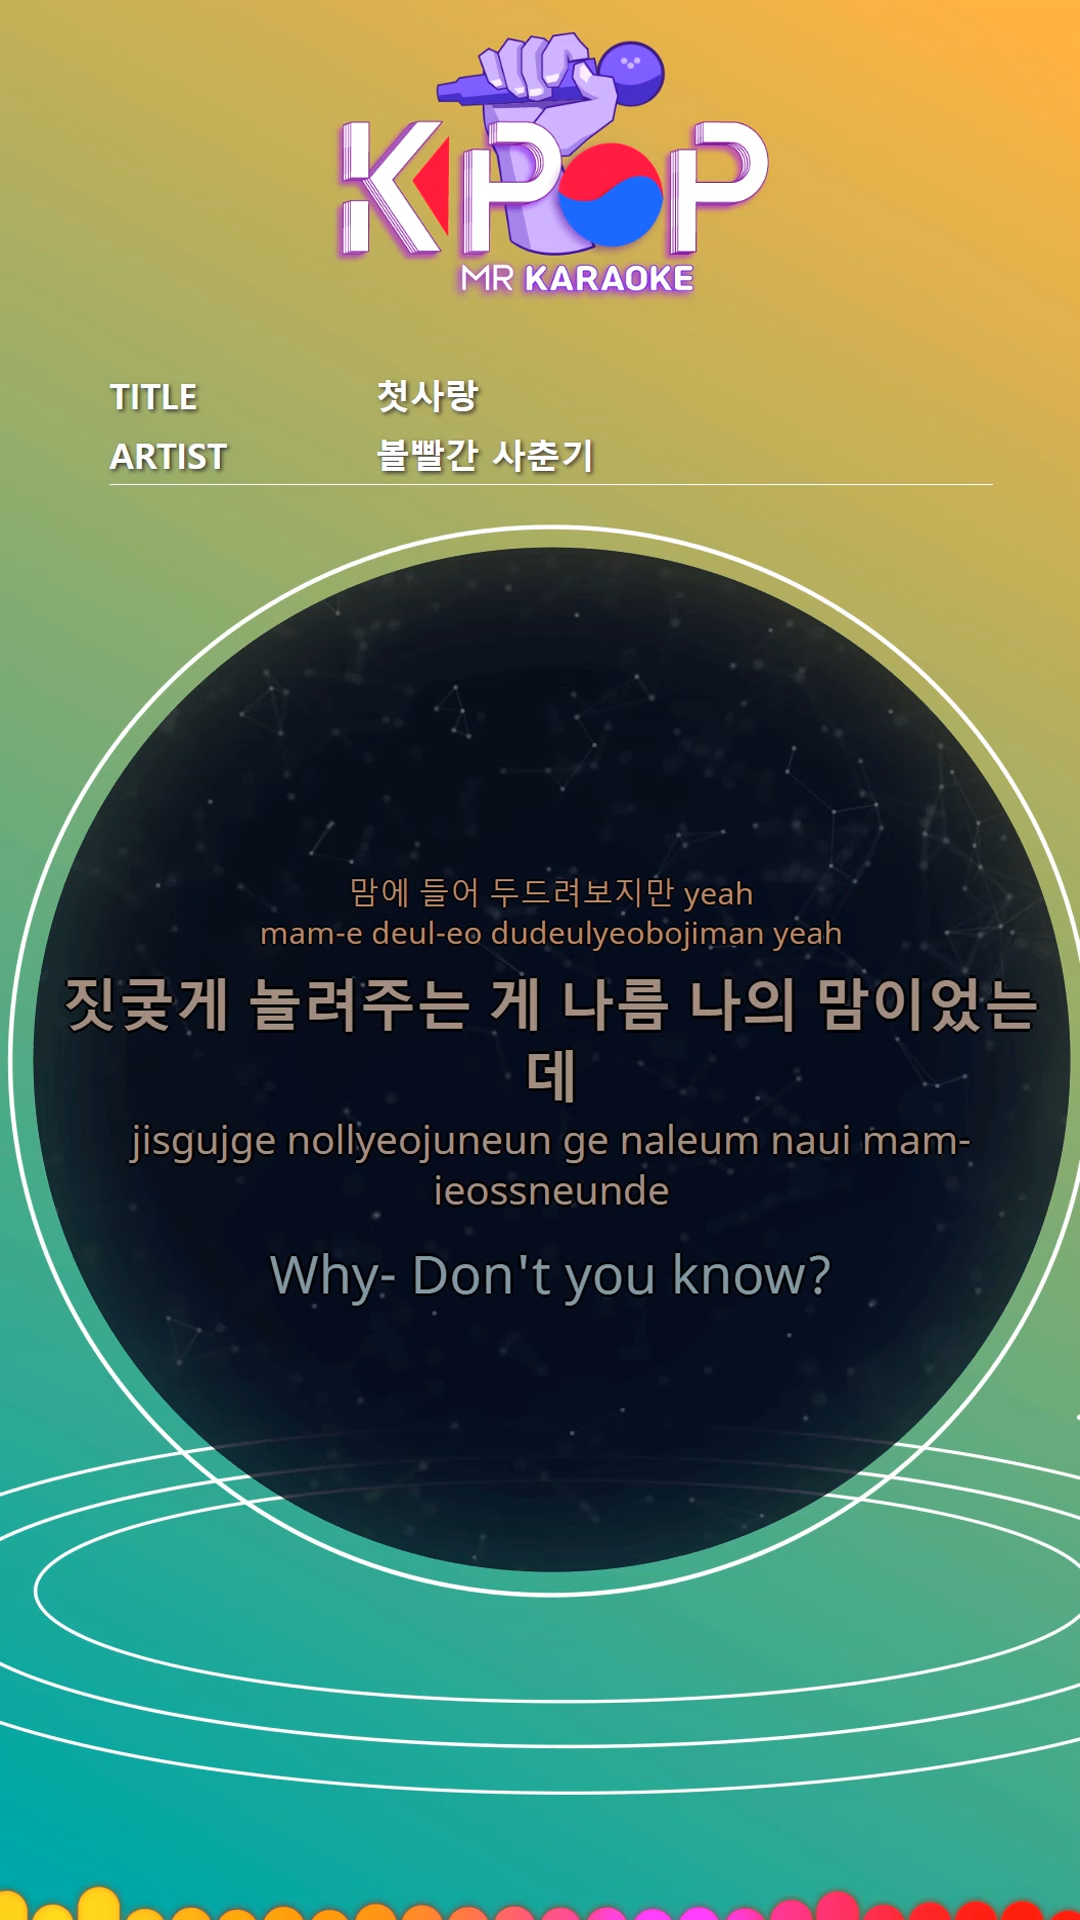 KPOP
MR KARAOKE
TITLE 첫사랑
ARTIST 볼빨간 사춘기
맘에 들어 두드려보지만 yeah
mam-e deul-eo dudeulyeobojiman yeah
짓궂게 놀려주는 게 나름 나의 맘이었는
데
jisgujge nollyeojuneun ge naleum naui mam-
ieossneunde
Why- Don't you know?